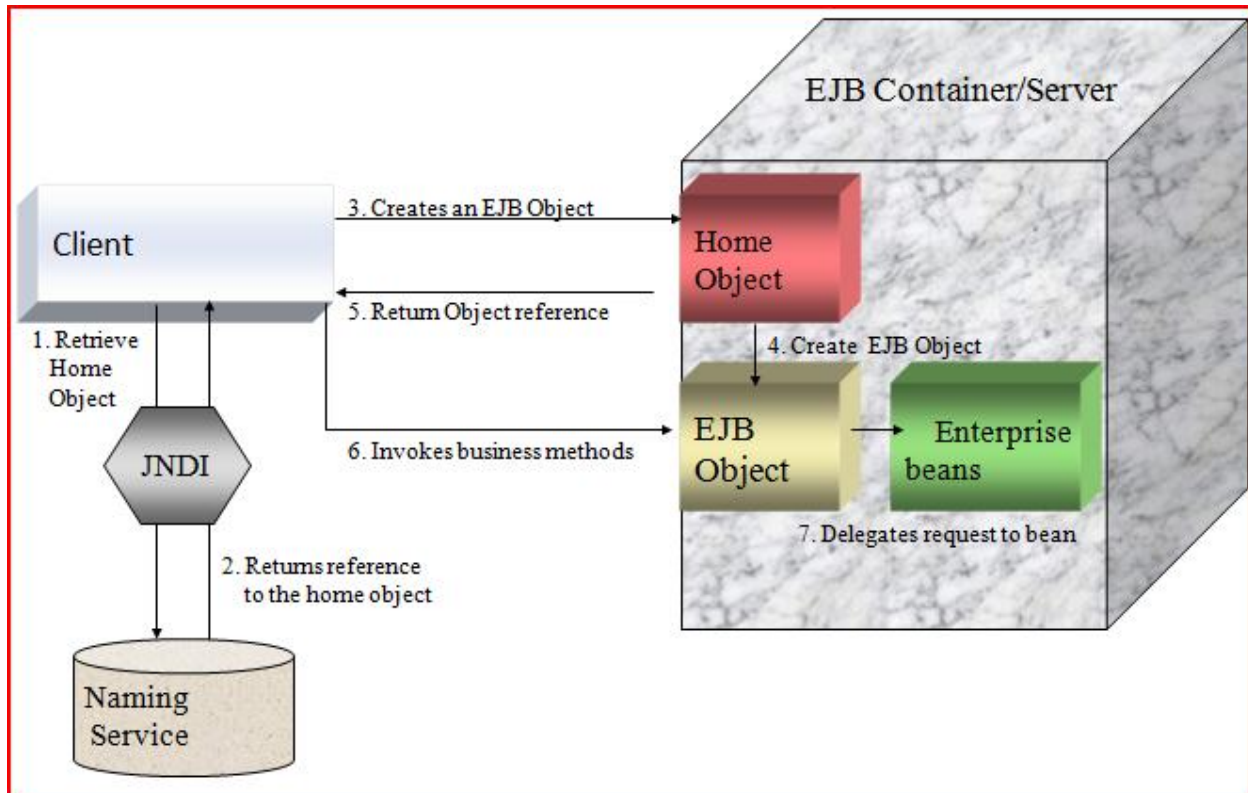 EJB Container/Server
3. Creates an EJB Object
Client
Home
Object
5. Return Object reference
1. Retrieve
Home
Object
4. Create EJB Object
JNDI
6. Invokes business methods
EJB
Object
Enterprise
beans
7. Delegates request to bean
2. Returns reference
to the home object
Naming
Service